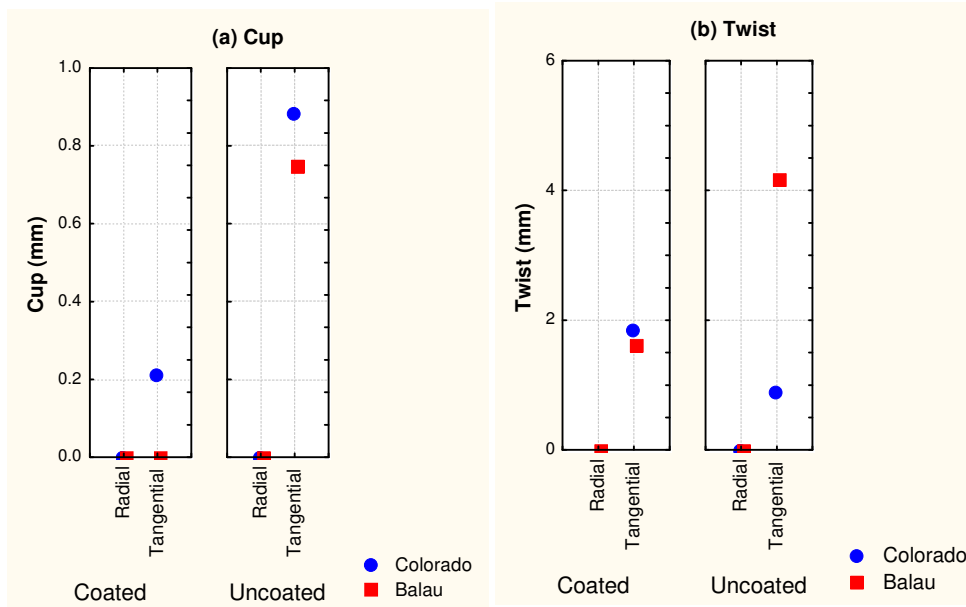 (a) Cup
1.0
0.8
0.6
0.4
0.2
0.0
Cup (mm)
Radial
Tangential
Radial
Tangential
Coated
Uncoated
Colorado
Balau
(b) Twist
6
4
2
0
Twist (mm)
Radial
Tangential
Radial
Tangential
Coated
Uncoated
Colorado
Balau